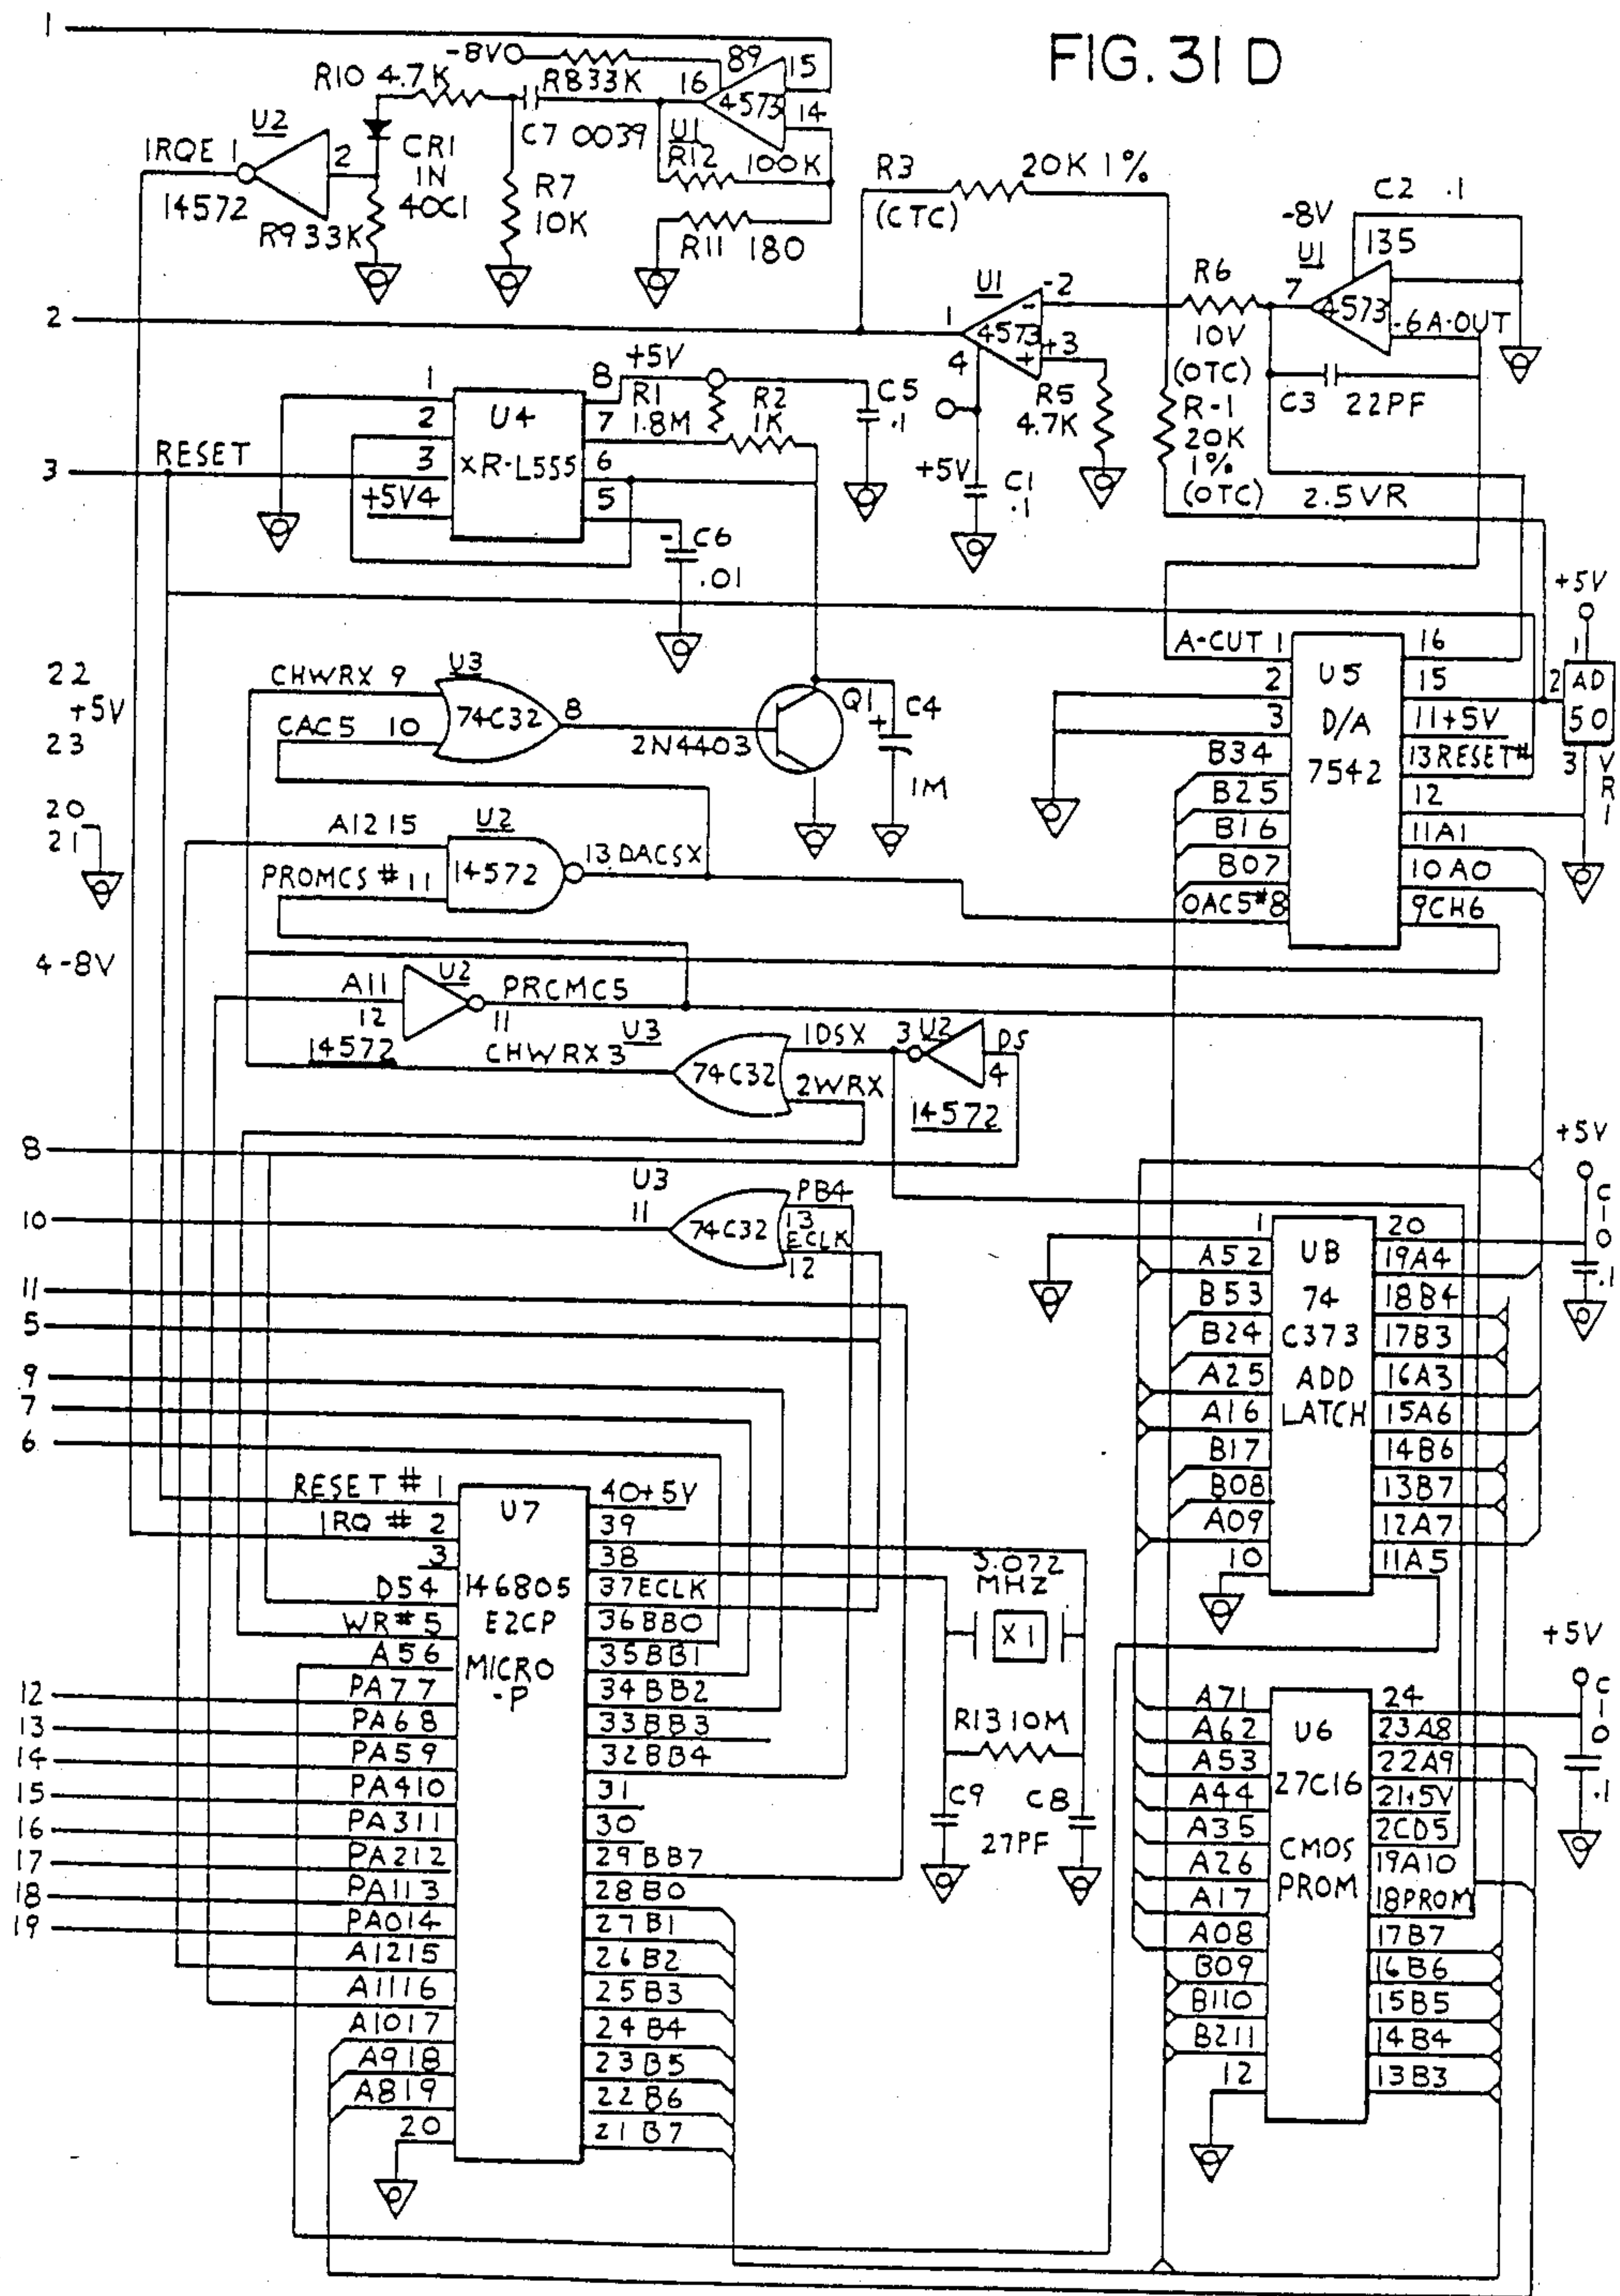 FIG. 31 D
1
-8V
89
15
R10 4.7K
R8 33K
16
4573
14
U2
C7 0039
U1
IRQE 1
2
CR1
1N
40C1
R12
100K
R7
10K
14572
R9 33K
R11 180
R3
20K 1%
(CTC)
C2 .1
-8V
135
U1
7
4573
-6A-OUT
R6
10V
(OTC)
U1
-2
1
4573
-
+
+3
4
2
R5
4.7K
C3 22PF
R-1
20K
1%
(OTC)
2.5VR
+5V
C1
.1
+5V
1
8
R1
1.8M
R2
1K
C5
.1
U4
XR-L555
2
7
3
RESET
3
6
+5V4
5
- C6
.01
22
+5V
23
20
21
4 -8V
CHWRX 9
U3
74C32
8
CAC5 10
Q1
2N4403
+
C4
1M
A12 15
U2
14572
13 DACSX
PROMCS # 11
A11
12
U2
11
PRCMC5
14572
CHWRX 3
U3
74C32
1DSX
2WRX
3 U2
D5
4
14572
A-CUT 1
2
3
B34
B25
B16
B07
OAC5#8
U5
D/A
7542
16
15
11+5V
13RESET#
12
11A1
10A0
9CH6
+5V
1
2
AD
50
3
VR1
8
10
U3
11
74C32
PB4
13
ECLK
12
11
5
9
7
6
1
A52
B53
B24
A25
A16
B17
B08
A09
10
U8
74
C373
ADD
LATCH
20
19A4
18B4
17B3
16A3
15A6
14B6
13B7
12A7
11A5
+5V
C-10
.1
RESET # 1
IRQ # 2
3
D54
WR#5
A56
PA77
PA68
PA59
PA410
PA311
PA212
PA113
PA014
A1215
A1116
A1017
A918
A819
20
12
13
14
15
16
17
18
19
U7
146805
E2CP
MICRO
-P
40+5V
39
38
37ECLK
36BB0
35BB1
34BB2
33BB3
32BB4
31
30
29BB7
28B0
27B1
26B2
25B3
24B4
23B5
22B6
21B7
3.072
MHZ
X1
R13 10M
C9
C8
27PF
A71
A62
A53
A44
A35
A26
A17
A08
B09
B110
B211
12
U6
27C16
CMOS
PROM
24
23A8
22A9
21+5V
2CD5
19A10
18PROM
17B7
16B6
15B5
14B4
13B3
+5V
C-10
.1